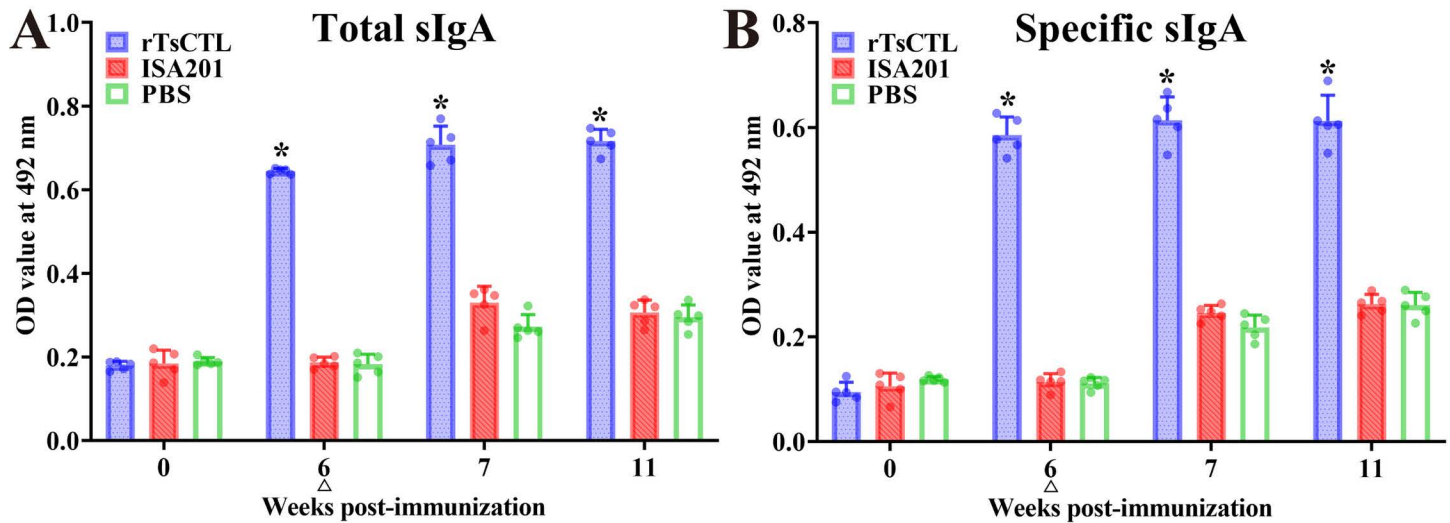 A
Total sIgA
rTsCTL
ISA201
PBS
OD value at 492 nm
1.0
0.8
0.6
0.4
0.2
0.0
*
*
*
0 6 7 11
△
Weeks post-immunization
B
Specific sIgA
rTsCTL
ISA201
PBS
OD value at 492 nm
0.8
0.6
0.4
0.2
0.0
*
*
*
0 6 7 11
△
Weeks post-immunization